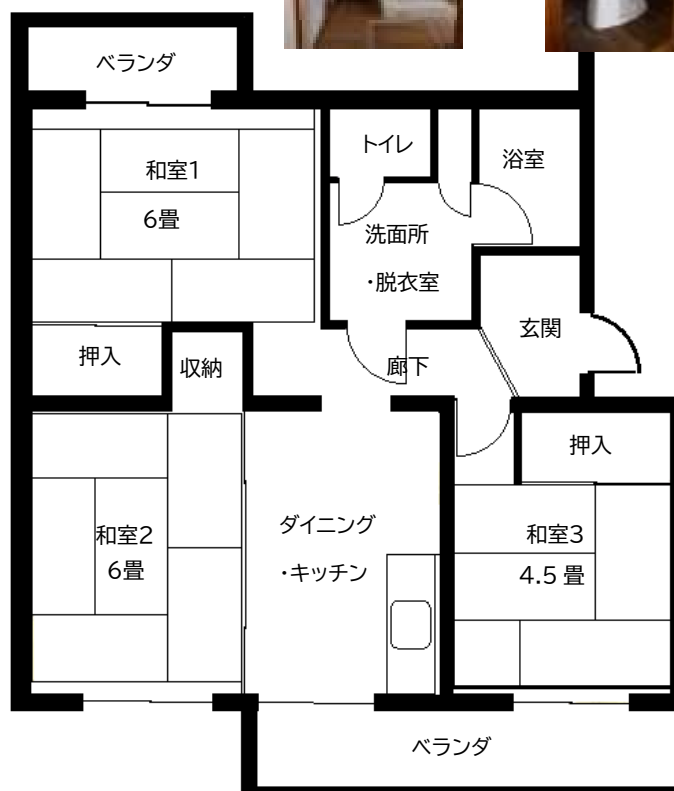 ベランダ
和室1
6畳
トイレ
浴室
洗面所
・脱衣室
玄関
押入
収納
廊下
押入
和室2
6畳
ダイニング
・キッチン
和室3
4.5 畳
ベランダ